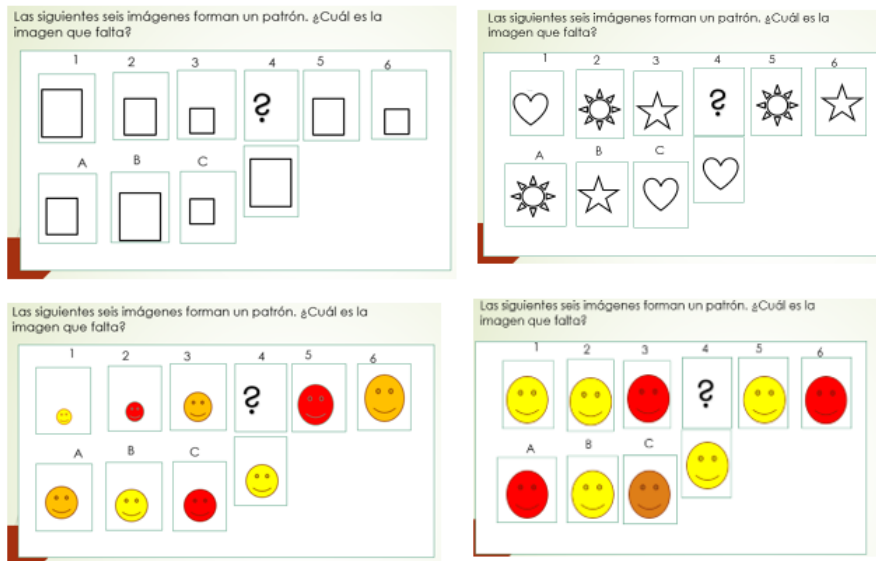 Las siguientes seis imágenes forman un patrón. ¿Cuál es la
imagen que falta?
1 2 3 4 5 6
?
A B C
Las siguientes seis imágenes forman un patrón. ¿Cuál es la
imagen que falta?
1 2 3 4 5 6
?
A B C
Las siguientes seis imágenes forman un patrón. ¿Cuál es la
imagen que falta?
1 2 3 4 5 6
?
A B C
Las siguientes seis imágenes forman un patrón. ¿Cuál es la
imagen que falta?
1 2 3 4 5 6
?
A B C